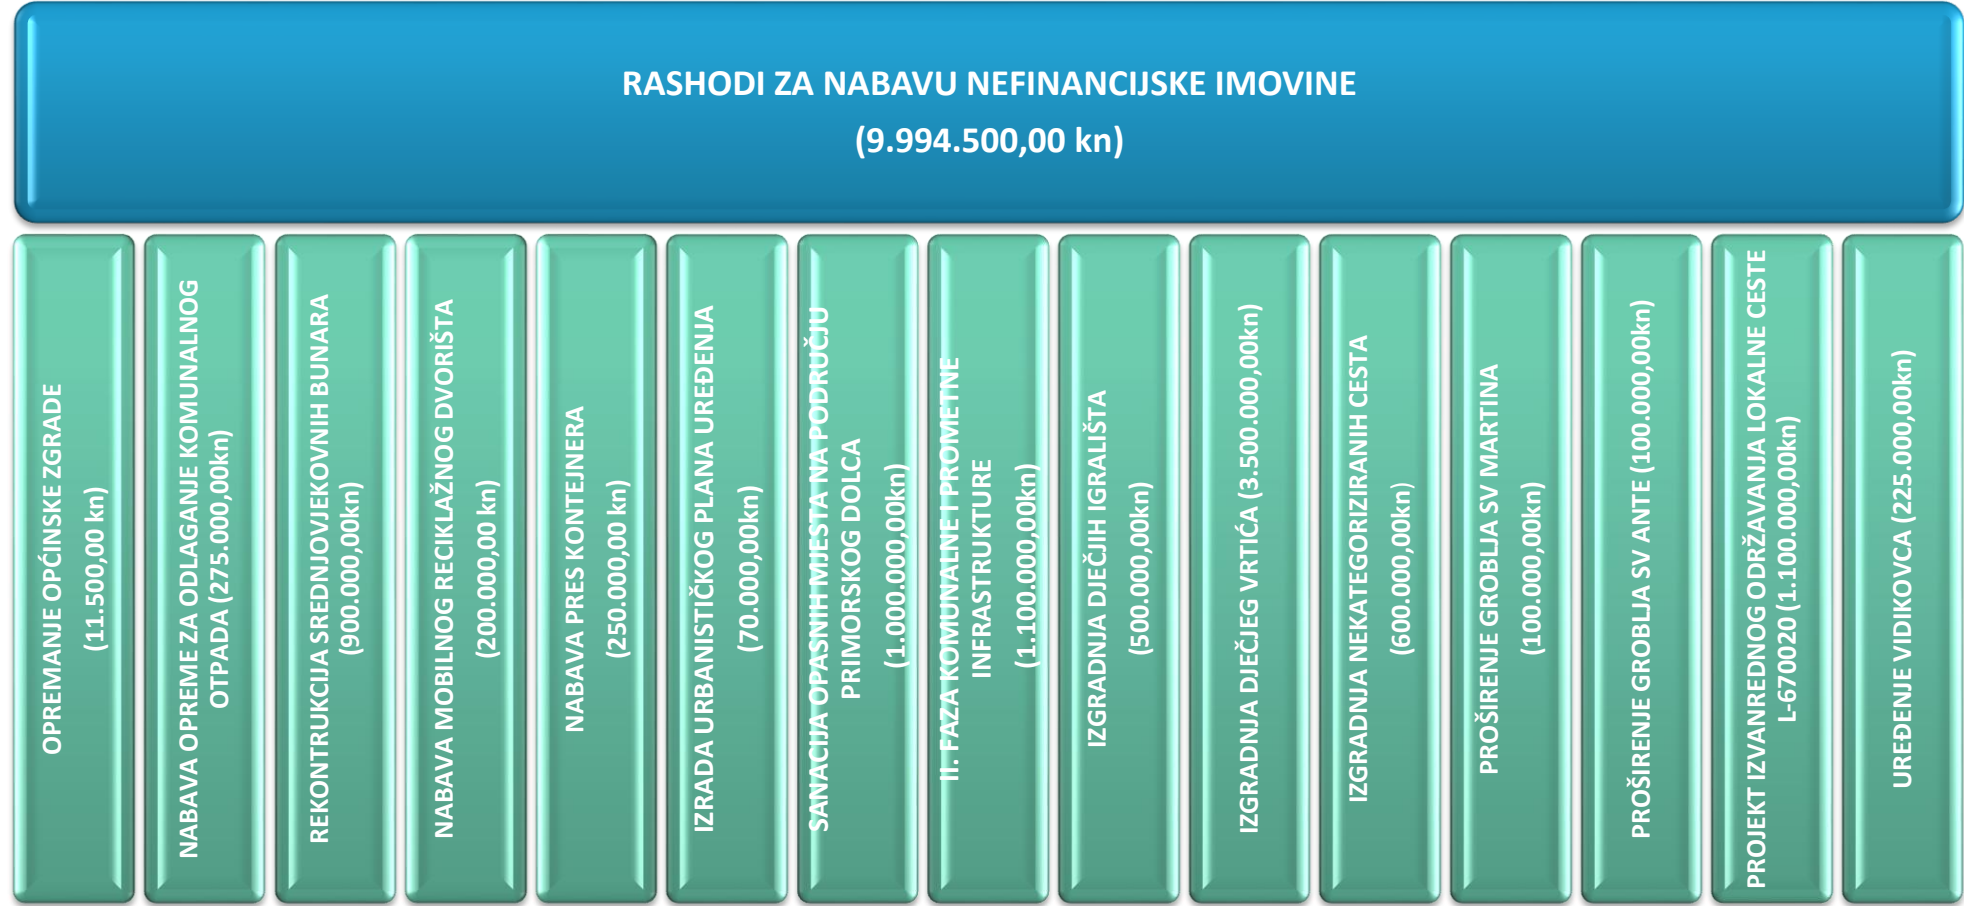 RASHODI ZA NABAVU NEFINANCIJSKE IMOVINE
(9.994.500,00 kn)
OPREMANJE OPĆINSKE ZGRADE
(11.500,00 kn)
NABAVA OPREME ZA ODLAGANJE KOMUNALNOG
OTPADA (275.000,00kn)
REKONTRUKCIJA SREDNJOVJEKOVNIH BUNARA
(900.000,00kn)
NABAVA MOBILNOG RECIKLAŽNOG DVORIŠTA
(200.000,00 kn)
NABAVA PRES KONTEJNERA
(250.000,00 kn)
IZRADA URBANISTIČKOG PLANA UREĐENJA
(70.000,00kn)
SANACIJA OPASNIH MJESTA NA PODRUČJU
PRIMORSKOG DOLCA
(1.000.000,00kn)
II. FAZA KOMUNALNE I PROMETNE
INFRASTRUKTURE
(1.100.000,00kn)
IZGRADNJA DJEČJIH IGRALIŠTA
(500.000,00kn)
IZGRADNJA DJEČJEG VRTIĆA (3.500.000,00kn)
IZGRADNJA NEKATEGORIZIRANIH CESTA
(600.000,00kn)
PROŠIRENJE GROBLJA SV MARTINA
(100.000,00kn)
PROŠIRENJE GROBLJA SV ANTE (100.000,00kn)
PROJEKT IZVANREDNOG ODRŽAVANJA LOKALNE CESTE
L-670020 (1.100.000,00kn)
UREĐENJE VIDIKOVCA (225.000,00kn)